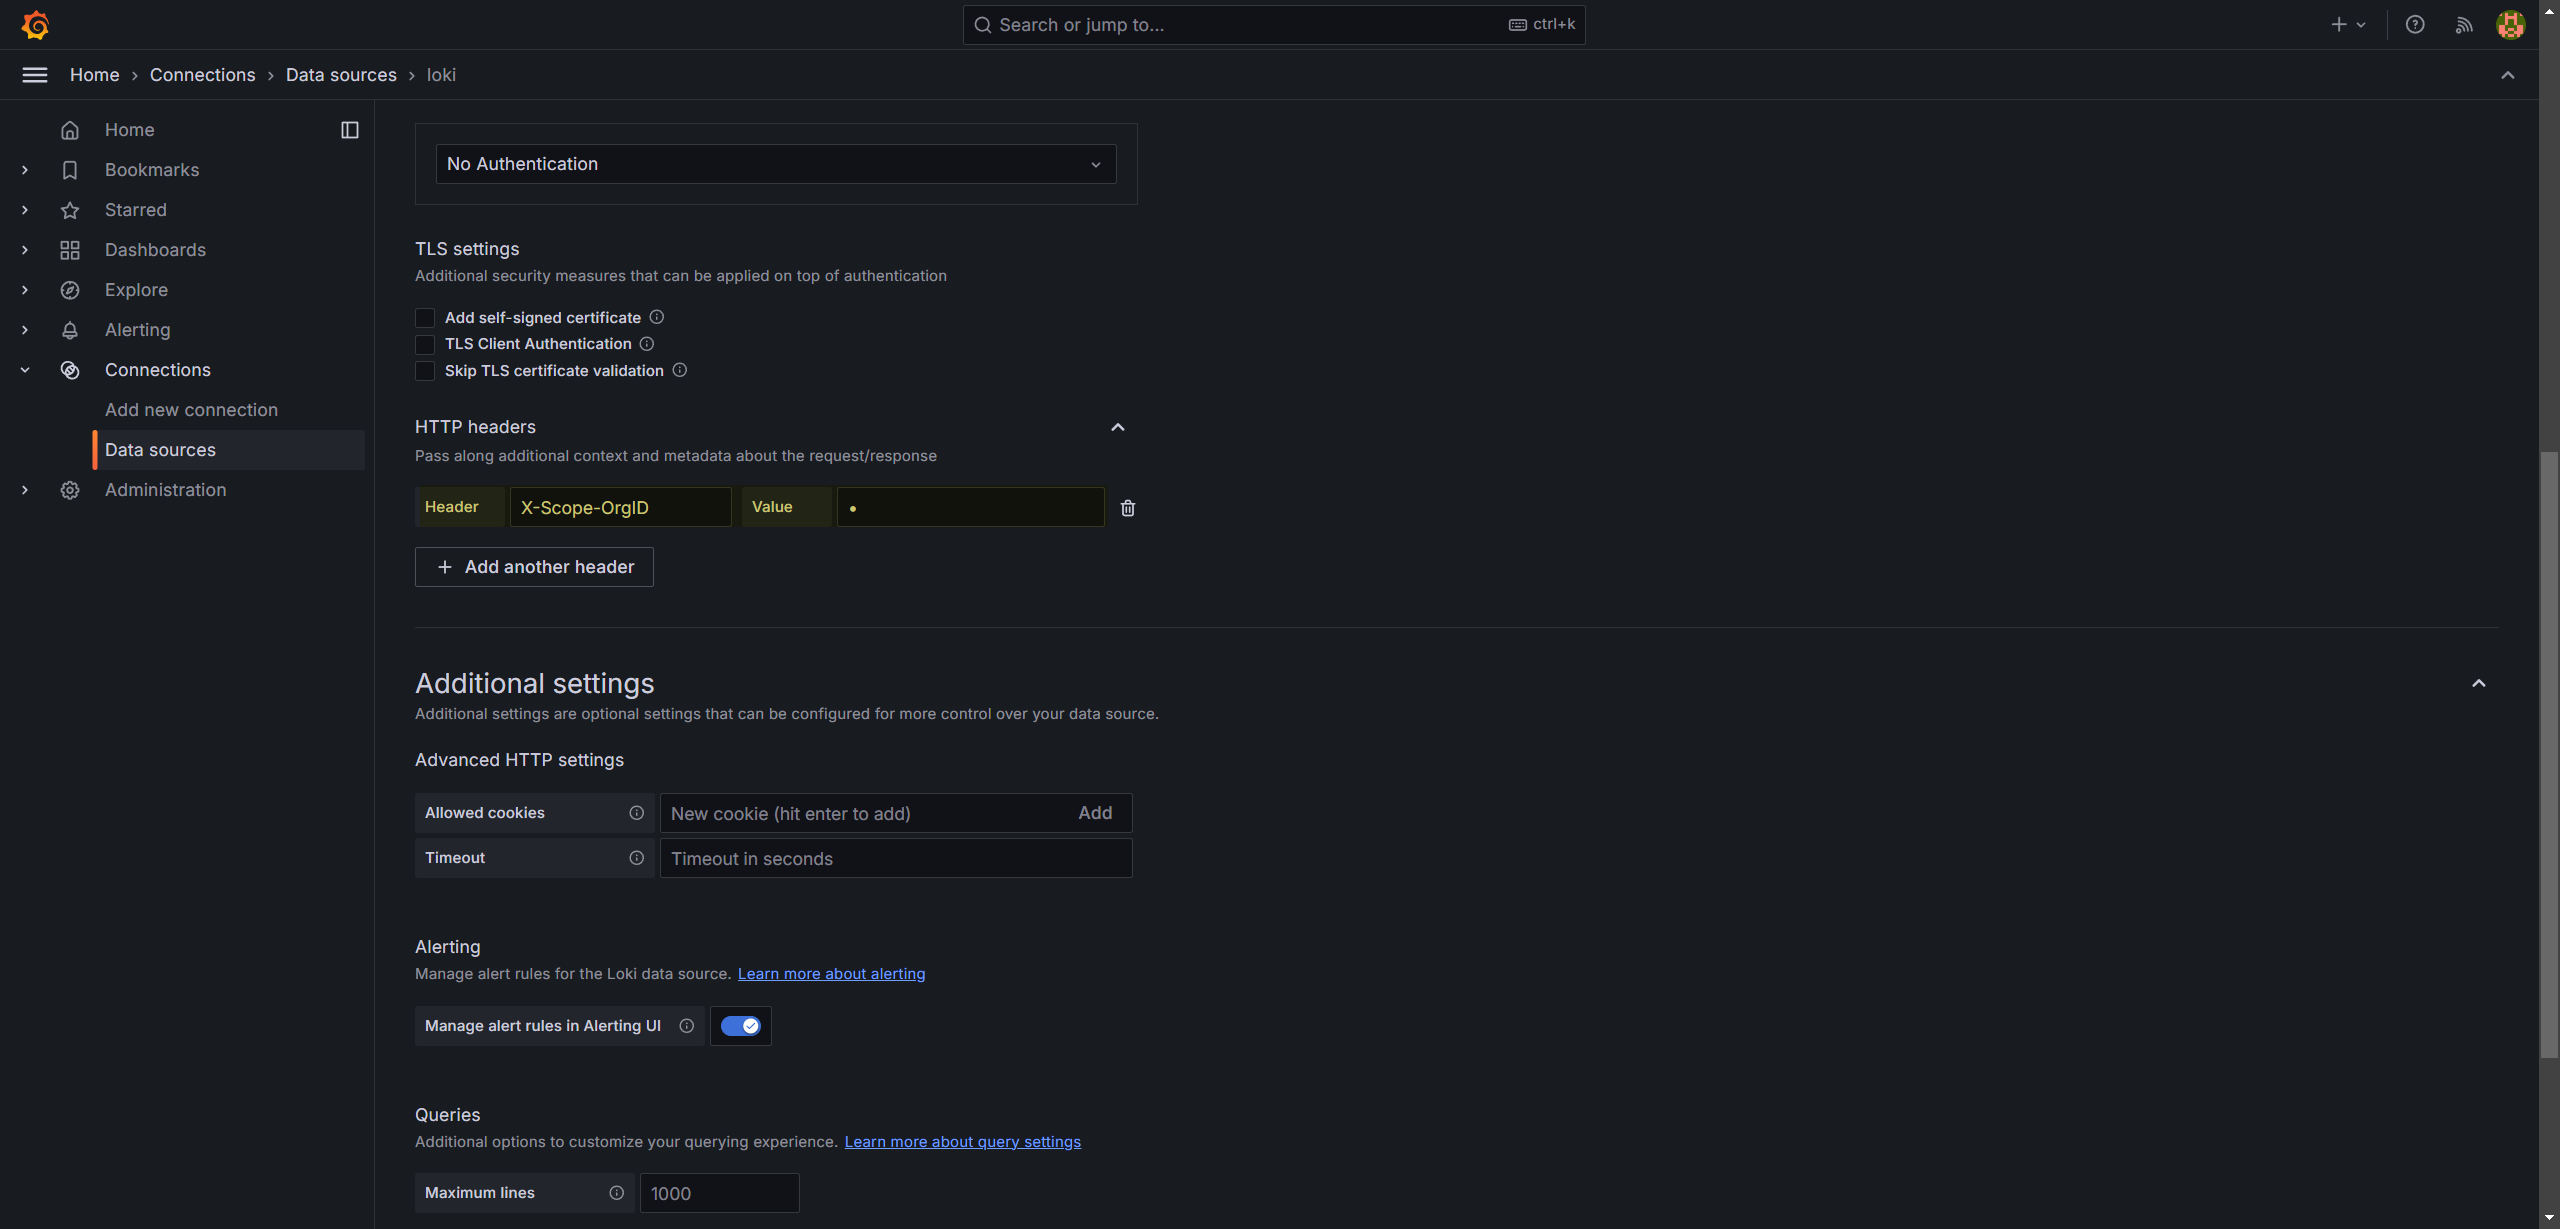 Search or jump to...
ctrl+k
Home › Connections › Data sources › loki
Home
Bookmarks
Starred
Dashboards
Explore
Alerting
Connections
Add new connection
Data sources
Administration
No Authentication
TLS settings
Additional security measures that can be applied on top of authentication
Add self-signed certificate
TLS Client Authentication
Skip TLS certificate validation
HTTP headers
Pass along additional context and metadata about the request/response
Header X-Scope-OrgID Value •
Add another header
Additional settings
Additional settings are optional settings that can be configured for more control over your data source.
Advanced HTTP settings
Allowed cookies New cookie (hit enter to add) Add
Timeout Timeout in seconds
Alerting
Manage alert rules for the Loki data source. Learn more about alerting
Manage alert rules in Alerting UI
Queries
Additional options to customize your querying experience. Learn more about query settings
Maximum lines 1000